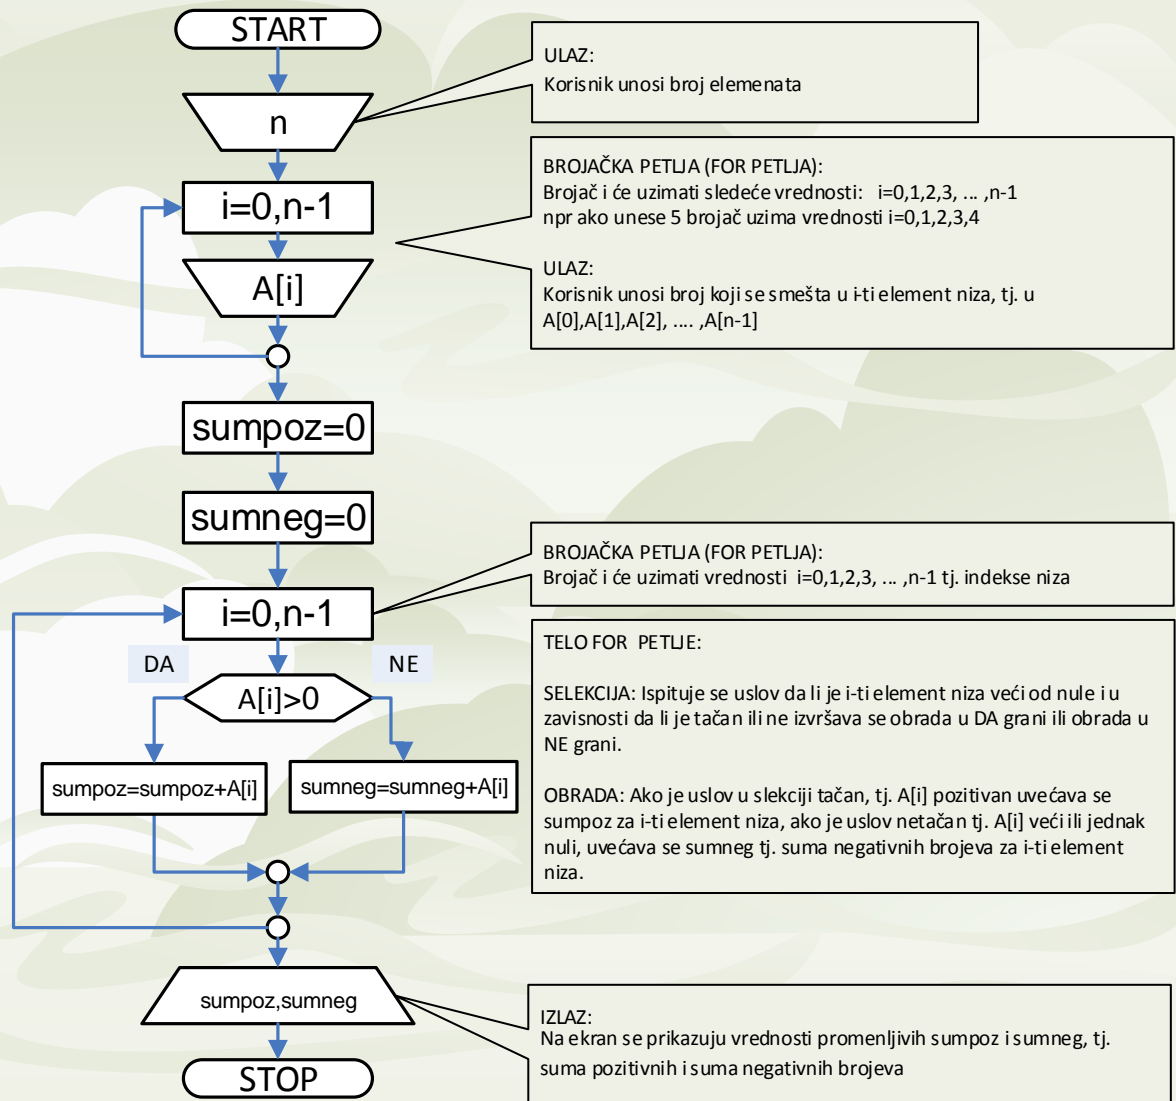 START
ULAZ:
Korisnik unosi broj elemenata
n
BROJAČKA PETLJA (FOR PETLJA):
Brojač i će uzimati sledeće vrednosti: i=0,1,2,3, ... ,n-1
npr ako unese 5 brojač uzima vrednosti i=0,1,2,3,4
i=0,n-1
ULAZ:
Korisnik unosi broj koji se smešta u i-ti element niza, tj. u
A[0],A[1],A[2], .... ,A[n-1]
A[i]
sumpoz=0
sumneg=0
BROJAČKA PETLJA (FOR PETLJA):
Brojač i će uzimati vrednosti i=0,1,2,3, ... ,n-1 tj. indekse niza
i=0,n-1
TELO FOR PETLJE:
SELEKCIJA: Ispituje se uslov da li je i-ti element niza veći od nule i u
zavisnosti da li je tačan ili ne izvršava se obrada u DA grani ili obrada u
NE grani.
OBRADA: Ako je uslov u slekciji tačan, tj. A[i] pozitivan uvećava se
sumpoz za i-ti element niza, ako je uslov netačan tj. A[i] veći ili jednak
nuli, uvećava se sumneg tj. suma negativnih brojeva za i-ti element
niza.
DA
NE
A[i]>0
sumpoz=sumpoz+A[i]
sumneg=sumneg+A[i]
sumpoz,sumneg
IZLAZ:
Na ekran se prikazuju vrednosti promenljivih sumpoz i sumneg, tj.
suma pozitivnih i suma negativnih brojeva
STOP